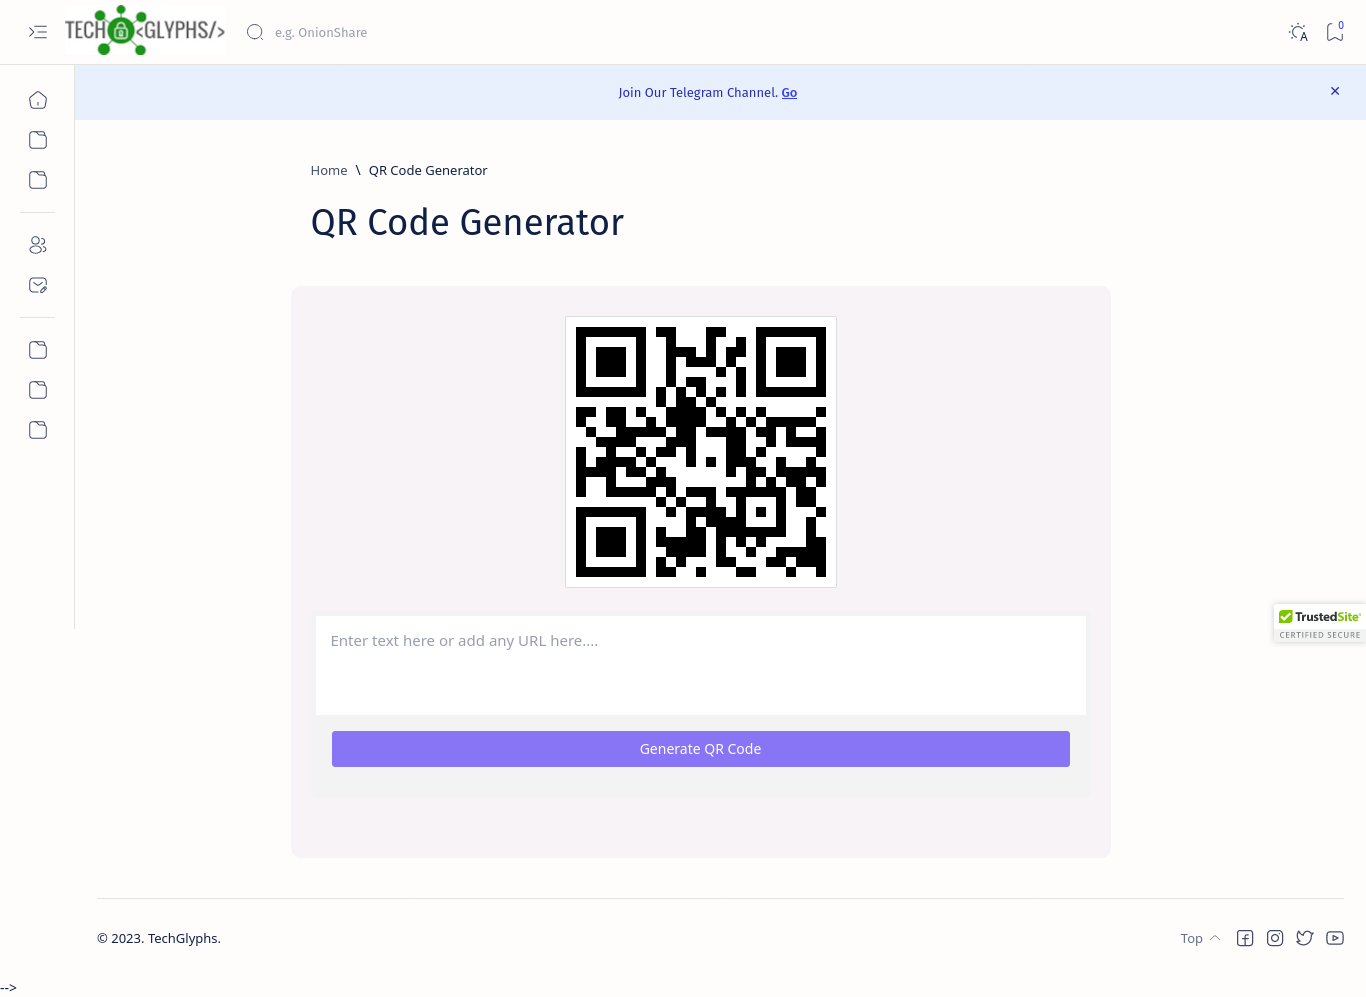 TECH <GLYPHS/>
e.g. OnionShare
A
0
Join Our Telegram Channel. Go
Home \ QR Code Generator
QR Code Generator
Enter text here or add any URL here....
Generate QR Code
TrustedSite
CERTIFIED SECURE
© 2023. TechGlyphs.
Top
-->